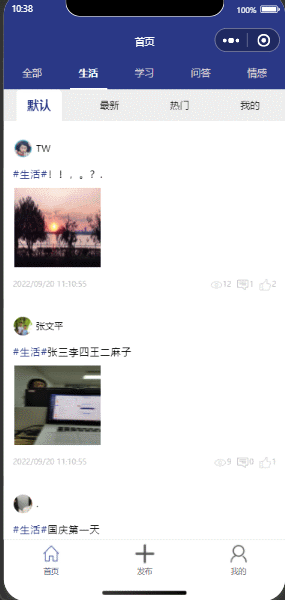 10:38 100%
首页
全部 生活 学习 问答 情感
默认 最新 热门 我的
TW
#生活#！！，。？.
2022/09/20 11:10:55 12 1 2
张文平
#生活#张三李四王二麻子
2022/09/20 11:10:55 9 0 1
.
#生活#国庆第一天
首页 发布 我的